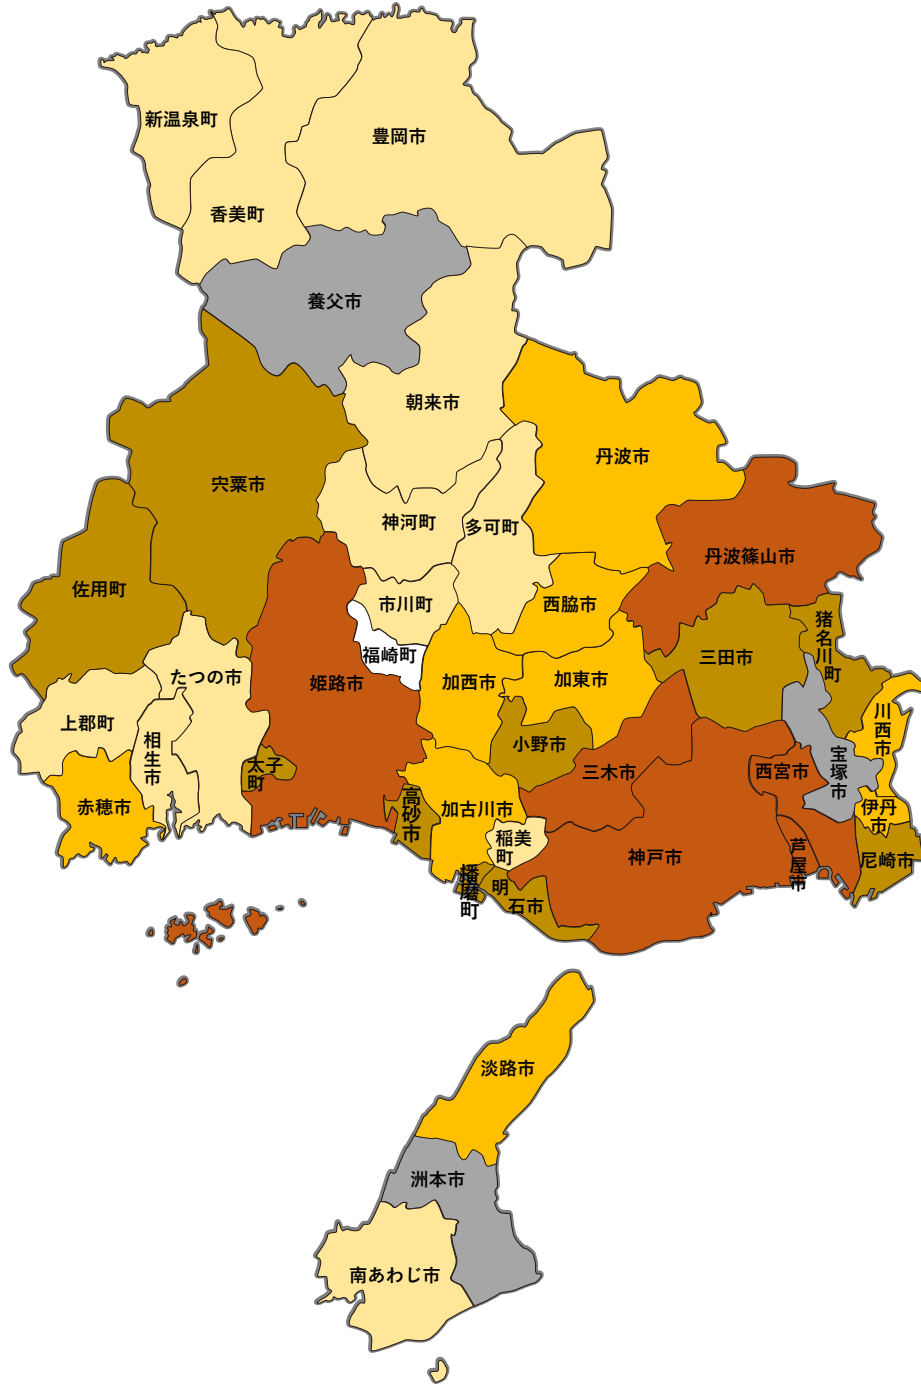 新温泉町
豊岡市
香美町
養父市
朝来市
丹波市
宍粟市
神河町
多可町
丹波篠山市
佐用町
市川町
西脇市
猪名川町
福崎町
三田市
たつの市
姫路市
加西市
加東市
上郡町
相生市
川西市
小野市
太子
町
三木市
西宮市
宝塚市
赤穂市
高砂市
加古川市
伊丹
市
稲美
町
神戸市
芦屋市
尼崎市
播磨町
明
石市
淡路市
洲本市
南あわじ市